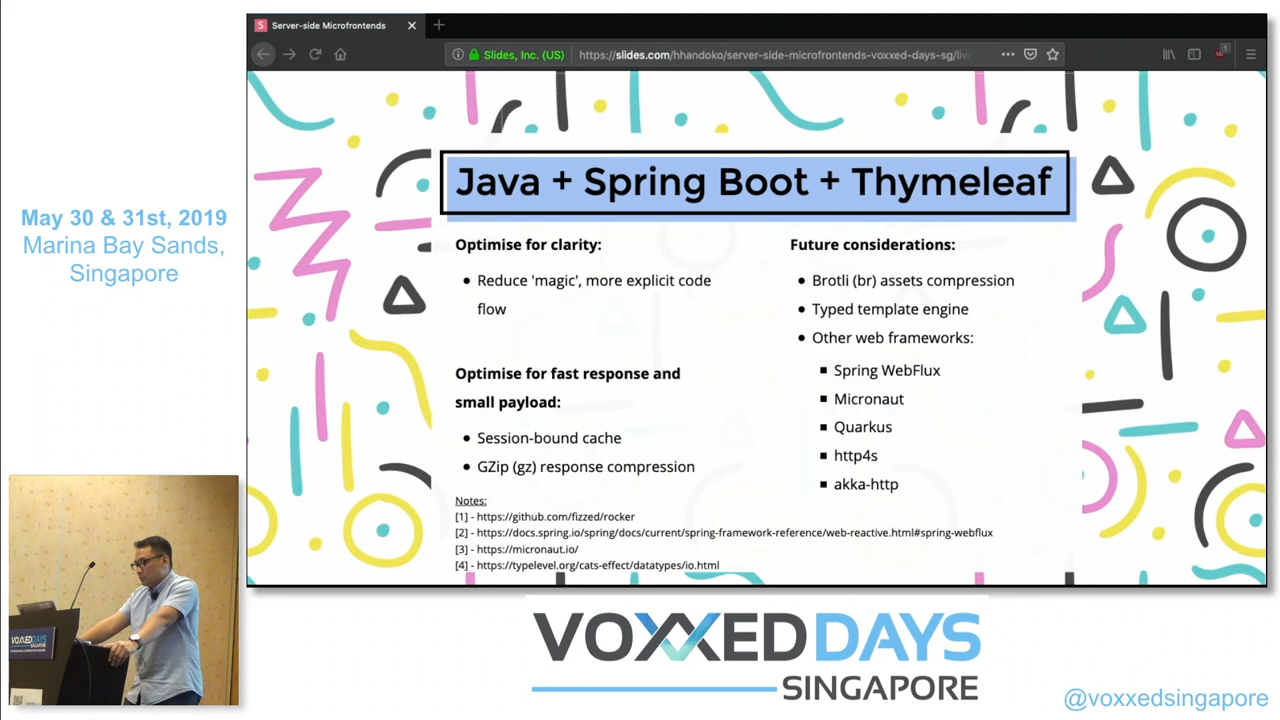 Server-side Microfrontends
Slides, Inc. (US)
https://slides.com/hhandoko/server-side-microfrontends-voxxed-days-sg/live
1
Java + Spring Boot + Thymeleaf
May 30 & 31st, 2019
Marina Bay Sands,
Singapore
Optimise for clarity:
Reduce 'magic', more explicit code
flow
Optimise for fast response and
small payload:
Session-bound cache
GZip (gz) response compression
Future considerations:
Brotli (br) assets compression
Typed template engine
Other web frameworks:
Spring WebFlux
Micronaut
Quarkus
http4s
akka-http
Notes:
[1] - https://github.com/fizzed/rocker
[2] - https://docs.spring.io/spring/docs/current/spring-framework-reference/web-reactive.html#spring-webflux
[3] - https://micronaut.io/
[4] - https://typelevel.org/cats-effect/datatypes/io.html
VOXXED DAYS
SINGAPORE
VOXXED DAYS
SINGAPORE
@voxxedsingapore